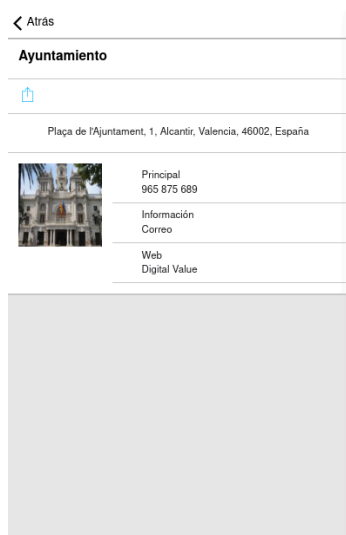 Atrás
Ayuntamiento
Plaça de l'Ajuntament, 1, Alcantir, Valencia, 46002, España
Principal
965 875 689
Información
Correo
Web
Digital Value